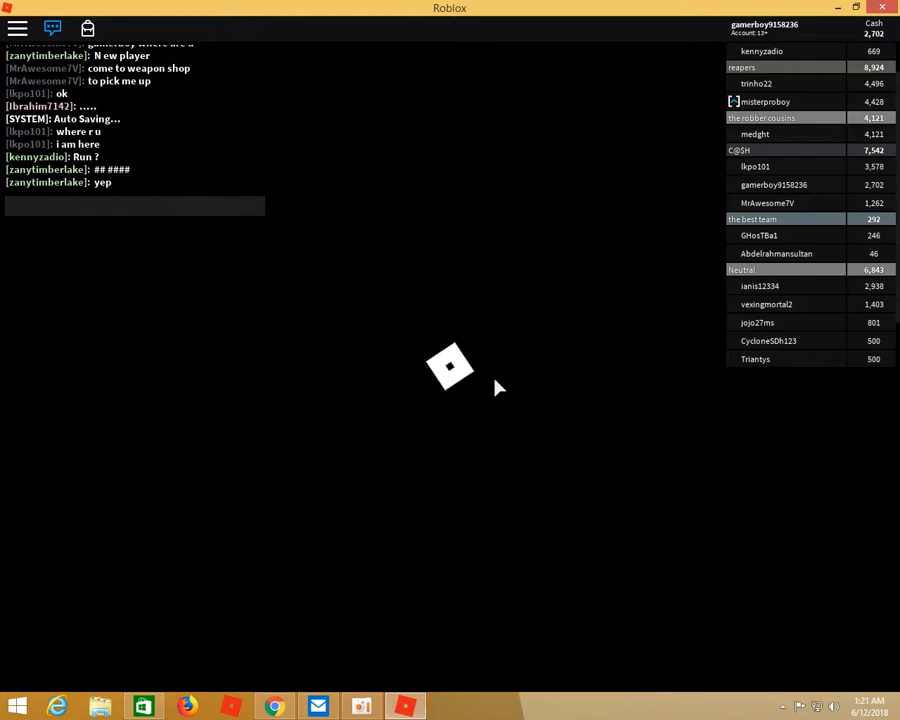 Roblox
gamerboy9158236
Account: 13+
Cash
2,702
[zanytimberlake]: N ew player
[MrAwesome7V]: come to weapon shop
[MrAwesome7V]: to pick me up
[lkpo101]: ok
[Ibrahim7142]: .....
[SYSTEM]: Auto Saving...
[lkpo101]: where r u
[lkpo101]: i am here
[kennyzadio]: Run ?
[zanytimberlake]: ## ####
[zanytimberlake]: yep
kennyzadio 669
reapers 8,924
trinho22 4,496
misterproboy 4,428
the robber cousins 4,121
medght 4,121
C@$H 7,542
lkpo101 3,578
gamerboy9158236 2,702
MrAwesome7V 1,262
the best team 292
GHosTBa1 246
Abdelrahmansultan 46
Neutral 6,843
ianis12334 2,938
vexingmortal2 1,403
jojo27ms 801
CycloneSDh123 500
Triantys 500
1:21 AM
6/12/2018